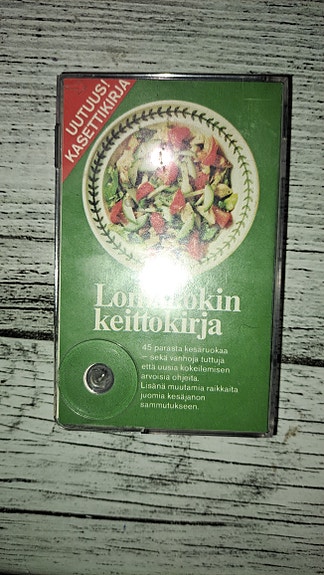 UUTUUS!
KASETTIKIRJA
keittokirja
45 parasta kesäruokaa
– sekä vanhoja tuttuja
että uusia kokeilemisen
arvoisia ohjeita.
Lisänä muutamia raikkaita
juomia kesäjanon
sammutukseen.